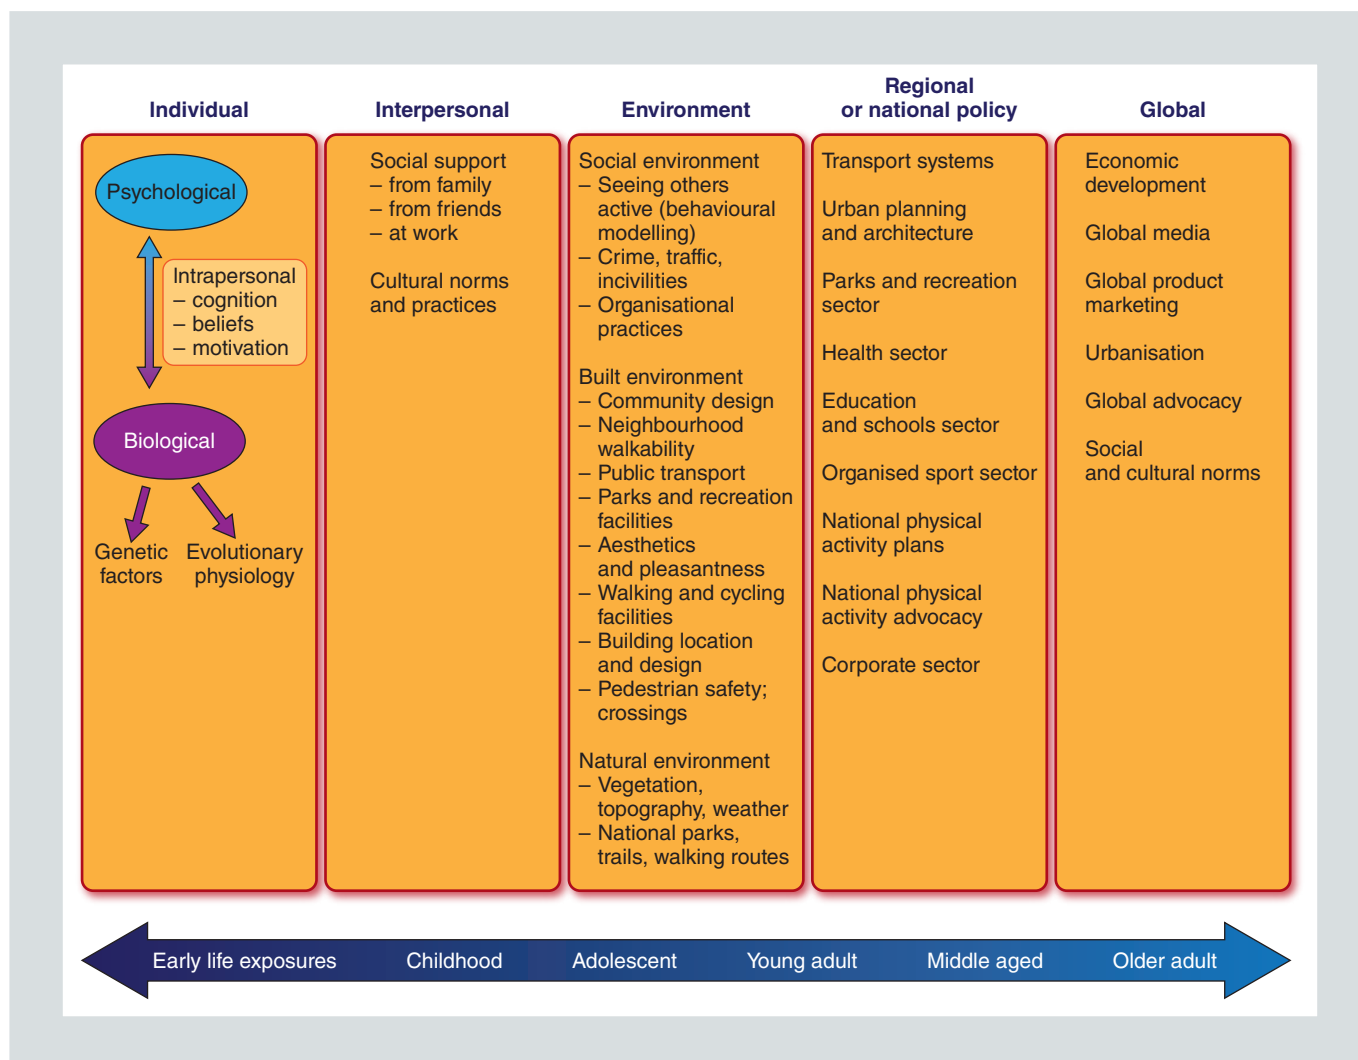 Individual
Psychological
Intrapersonal
– cognition
– beliefs
– motivation
Biological
Genetic
factors
Evolutionary
physiology
Interpersonal
Social support
– from family
– from friends
– at work
Cultural norms
and practices
Environment
Social environment
– Seeing others
active (behavioural
modelling)
– Crime, traffic,
incivilities
– Organisational
practices
Built environment
– Community design
– Neighbourhood
walkability
– Public transport
– Parks and recreation
facilities
– Aesthetics
and pleasantness
– Walking and cycling
facilities
– Building location
and design
– Pedestrian safety;
crossings
Natural environment
– Vegetation,
topography, weather
– National parks,
trails, walking routes
Regional
or national policy
Transport systems
Urban planning
and architecture
Parks and recreation
sector
Health sector
Education
and schools sector
Organised sport sector
National physical
activity plans
National physical
activity advocacy
Corporate sector
Global
Economic
development
Global media
Global product
marketing
Urbanisation
Global advocacy
Social
and cultural norms
Early life exposures
Childhood
Adolescent
Young adult
Middle aged
Older adult